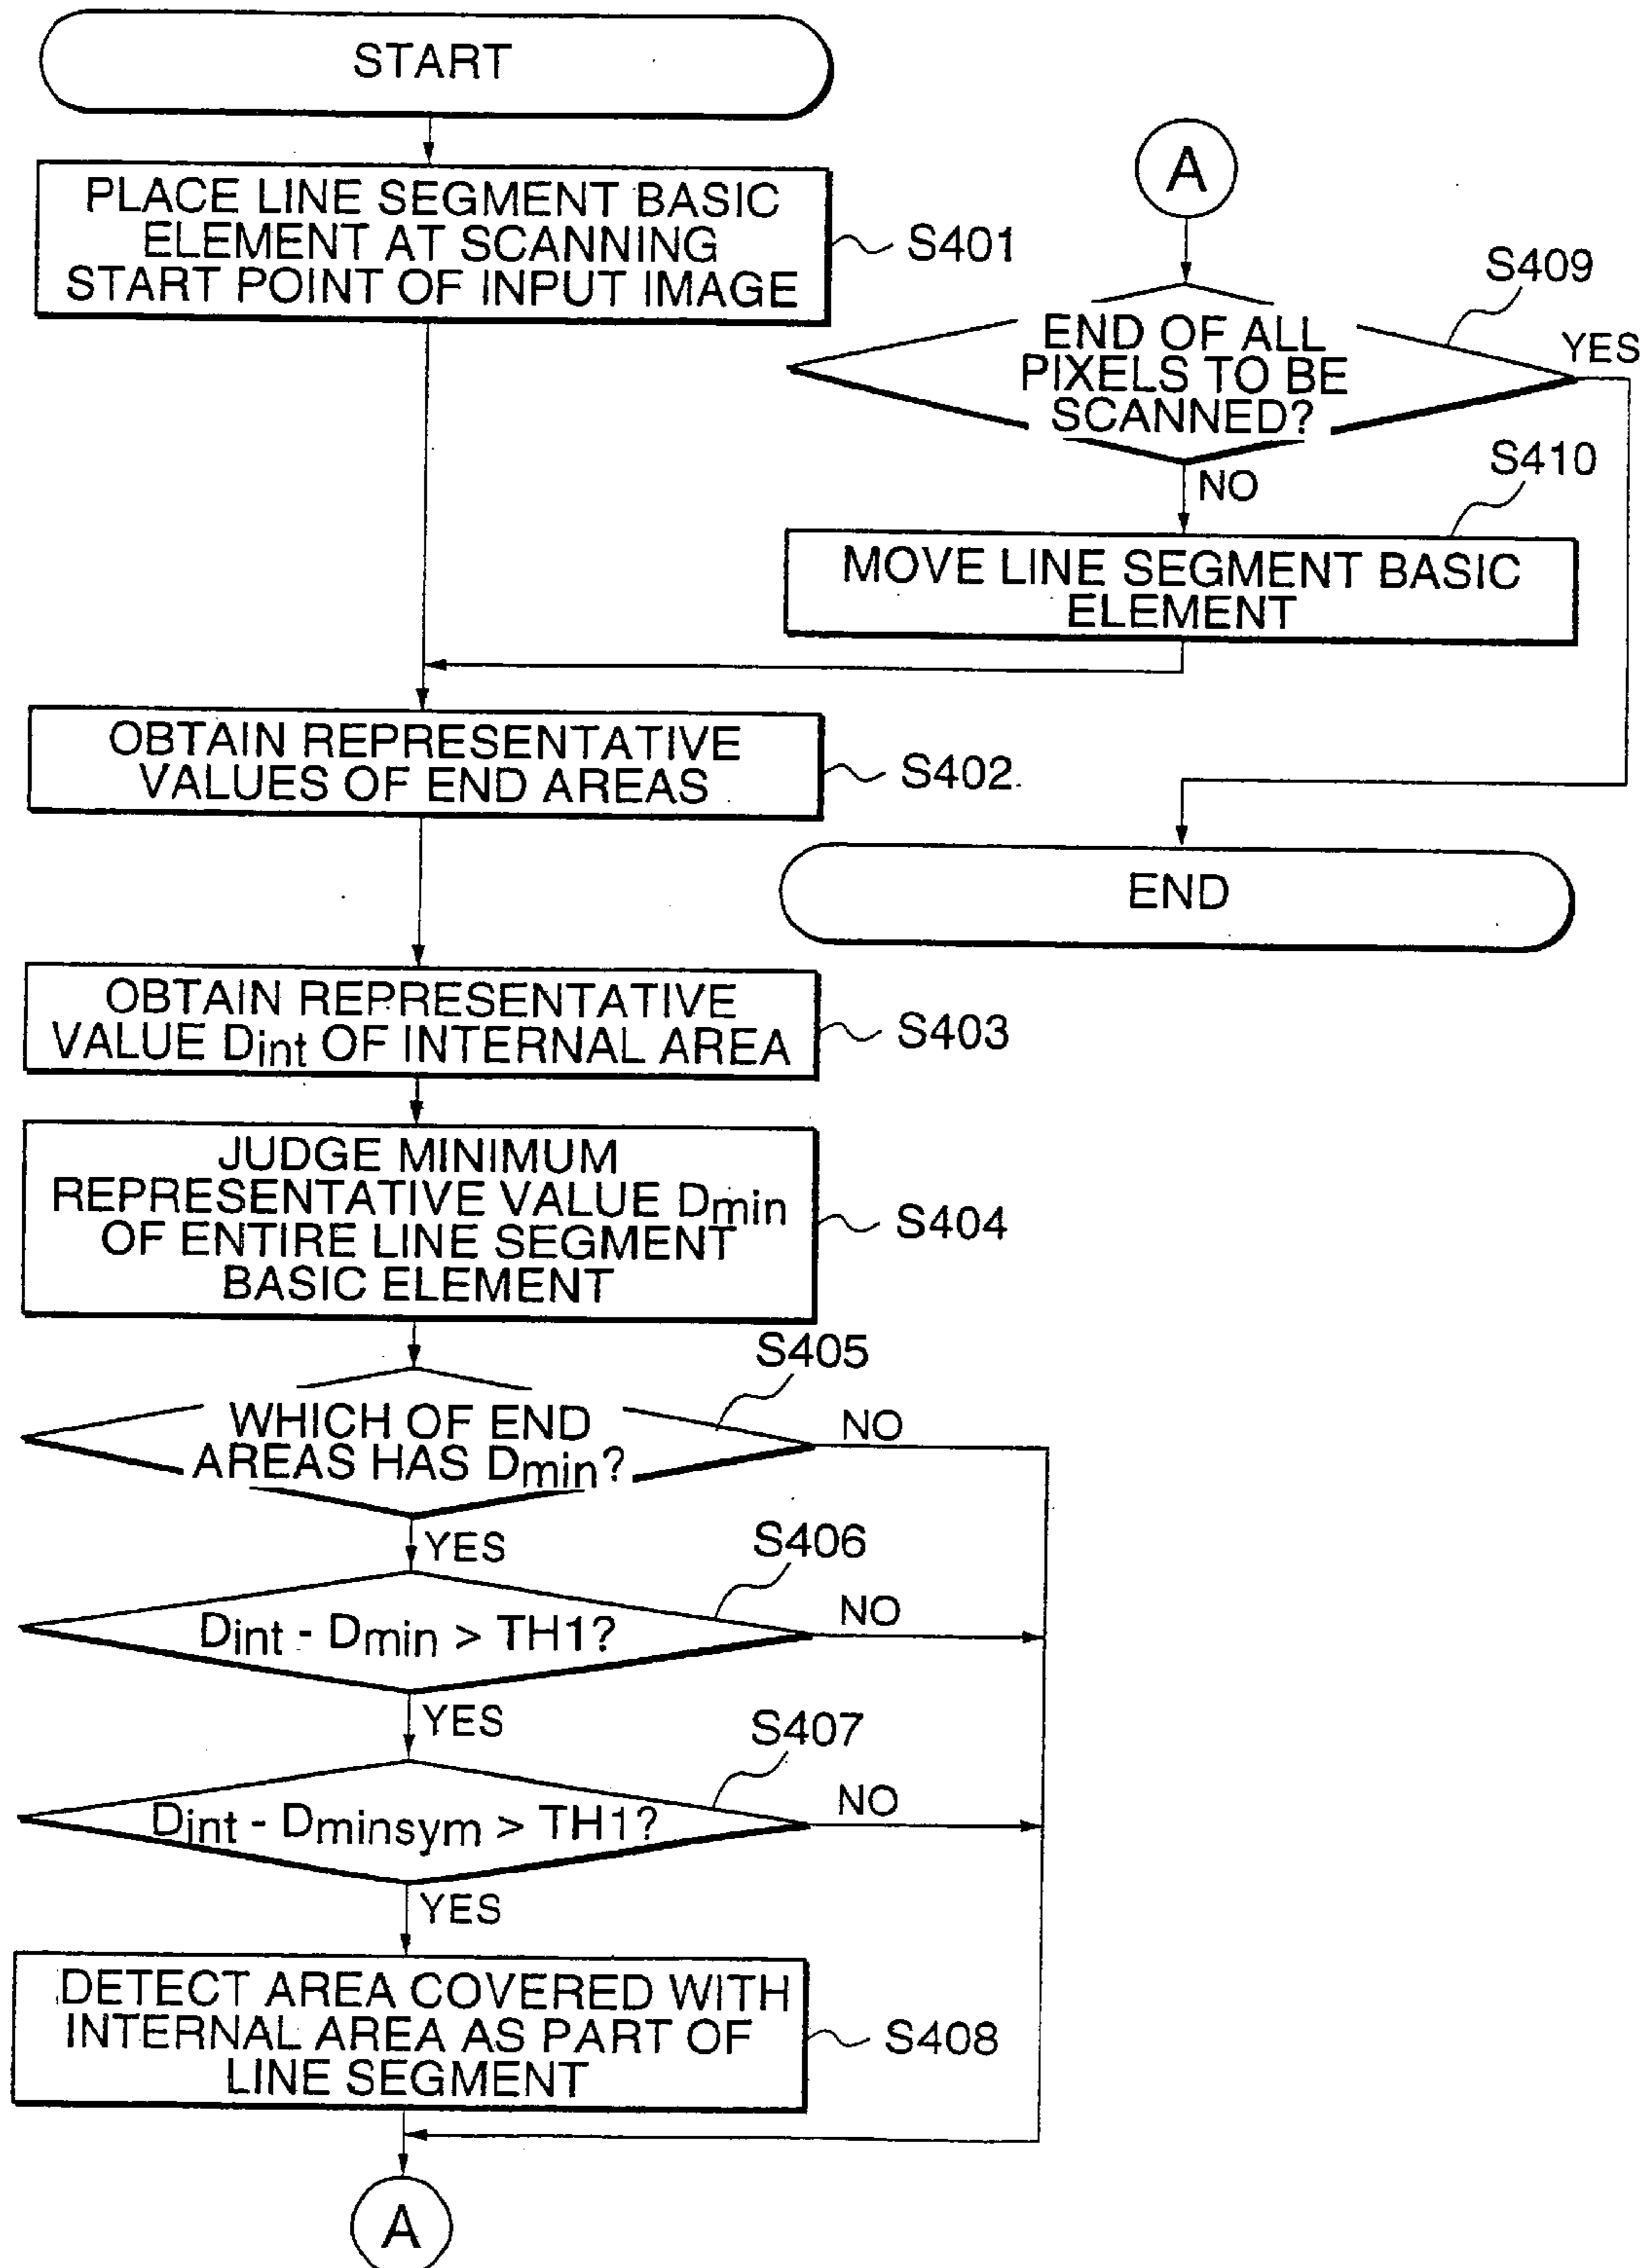 START
PLACE LINE SEGMENT BASIC
ELEMENT AT SCANNING
START POINT OF INPUT IMAGE
S401
OBTAIN REPRESENTATIVE
VALUES OF END AREAS
S402
OBTAIN REPRESENTATIVE
VALUE Dint OF INTERNAL AREA
S403
JUDGE MINIMUM
REPRESENTATIVE VALUE Dmin
OF ENTIRE LINE SEGMENT
BASIC ELEMENT
S404
S405
WHICH OF END
AREAS HAS Dmin?
NO
YES
S406
Dint - Dmin > TH1?
NO
YES
S407
Dint - Dminsym > TH1?
NO
YES
DETECT AREA COVERED WITH
INTERNAL AREA AS PART OF
LINE SEGMENT
S408
A
A
S409
END OF ALL
PIXELS TO BE
SCANNED?
YES
NO
S410
MOVE LINE SEGMENT BASIC
ELEMENT
END